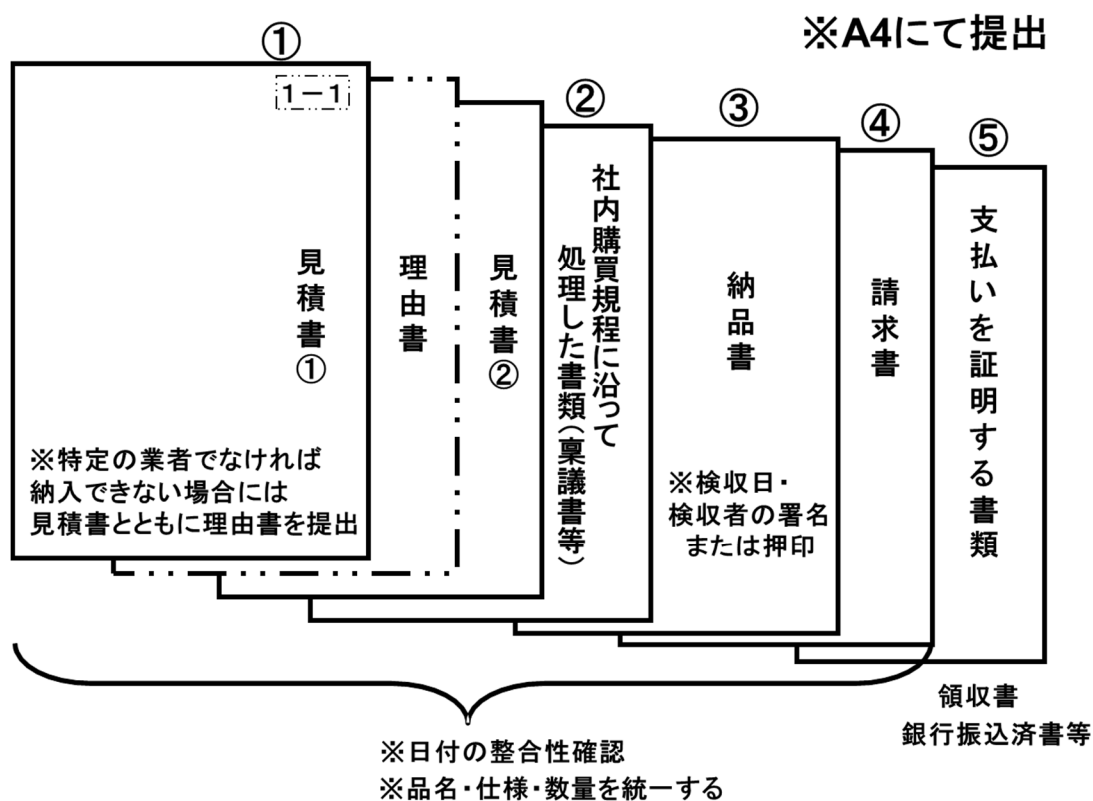 ※A4にて提出
①
1－1
見積書①
※特定の業者でなければ
納入できない場合には
見積書とともに理由書を提出
理由書
見積書②
②
社内購買規程に沿って
処理した書類(稟議書等)
③
納品書
※検収日・
検収者の署名
または押印
④
請求書
⑤
支払いを証明する書類
領収書
銀行振込済書等
※日付の整合性確認
※品名・仕様・数量を統一する